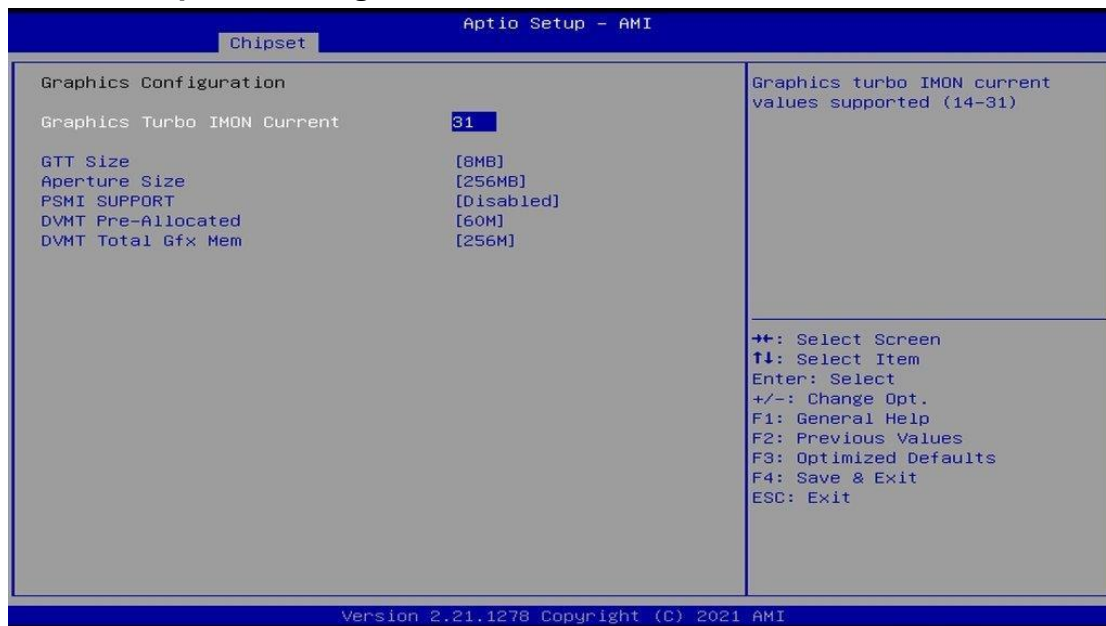 Aptio Setup – AMI
Chipset
Graphics Configuration
Graphics Turbo IMON Current 31
GTT Size [8MB]
Aperture Size [256MB]
PSMI SUPPORT [Disabled]
DVMT Pre-Allocated [60M]
DVMT Total Gfx Mem [256M]
Graphics turbo IMON current
values supported (14-31)
→←: Select Screen
↑↓: Select Item
Enter: Select
+/-: Change Opt.
F1: General Help
F2: Previous Values
F3: Optimized Defaults
F4: Save & Exit
ESC: Exit
Version 2.21.1278 Copyright (C) 2021 AMI